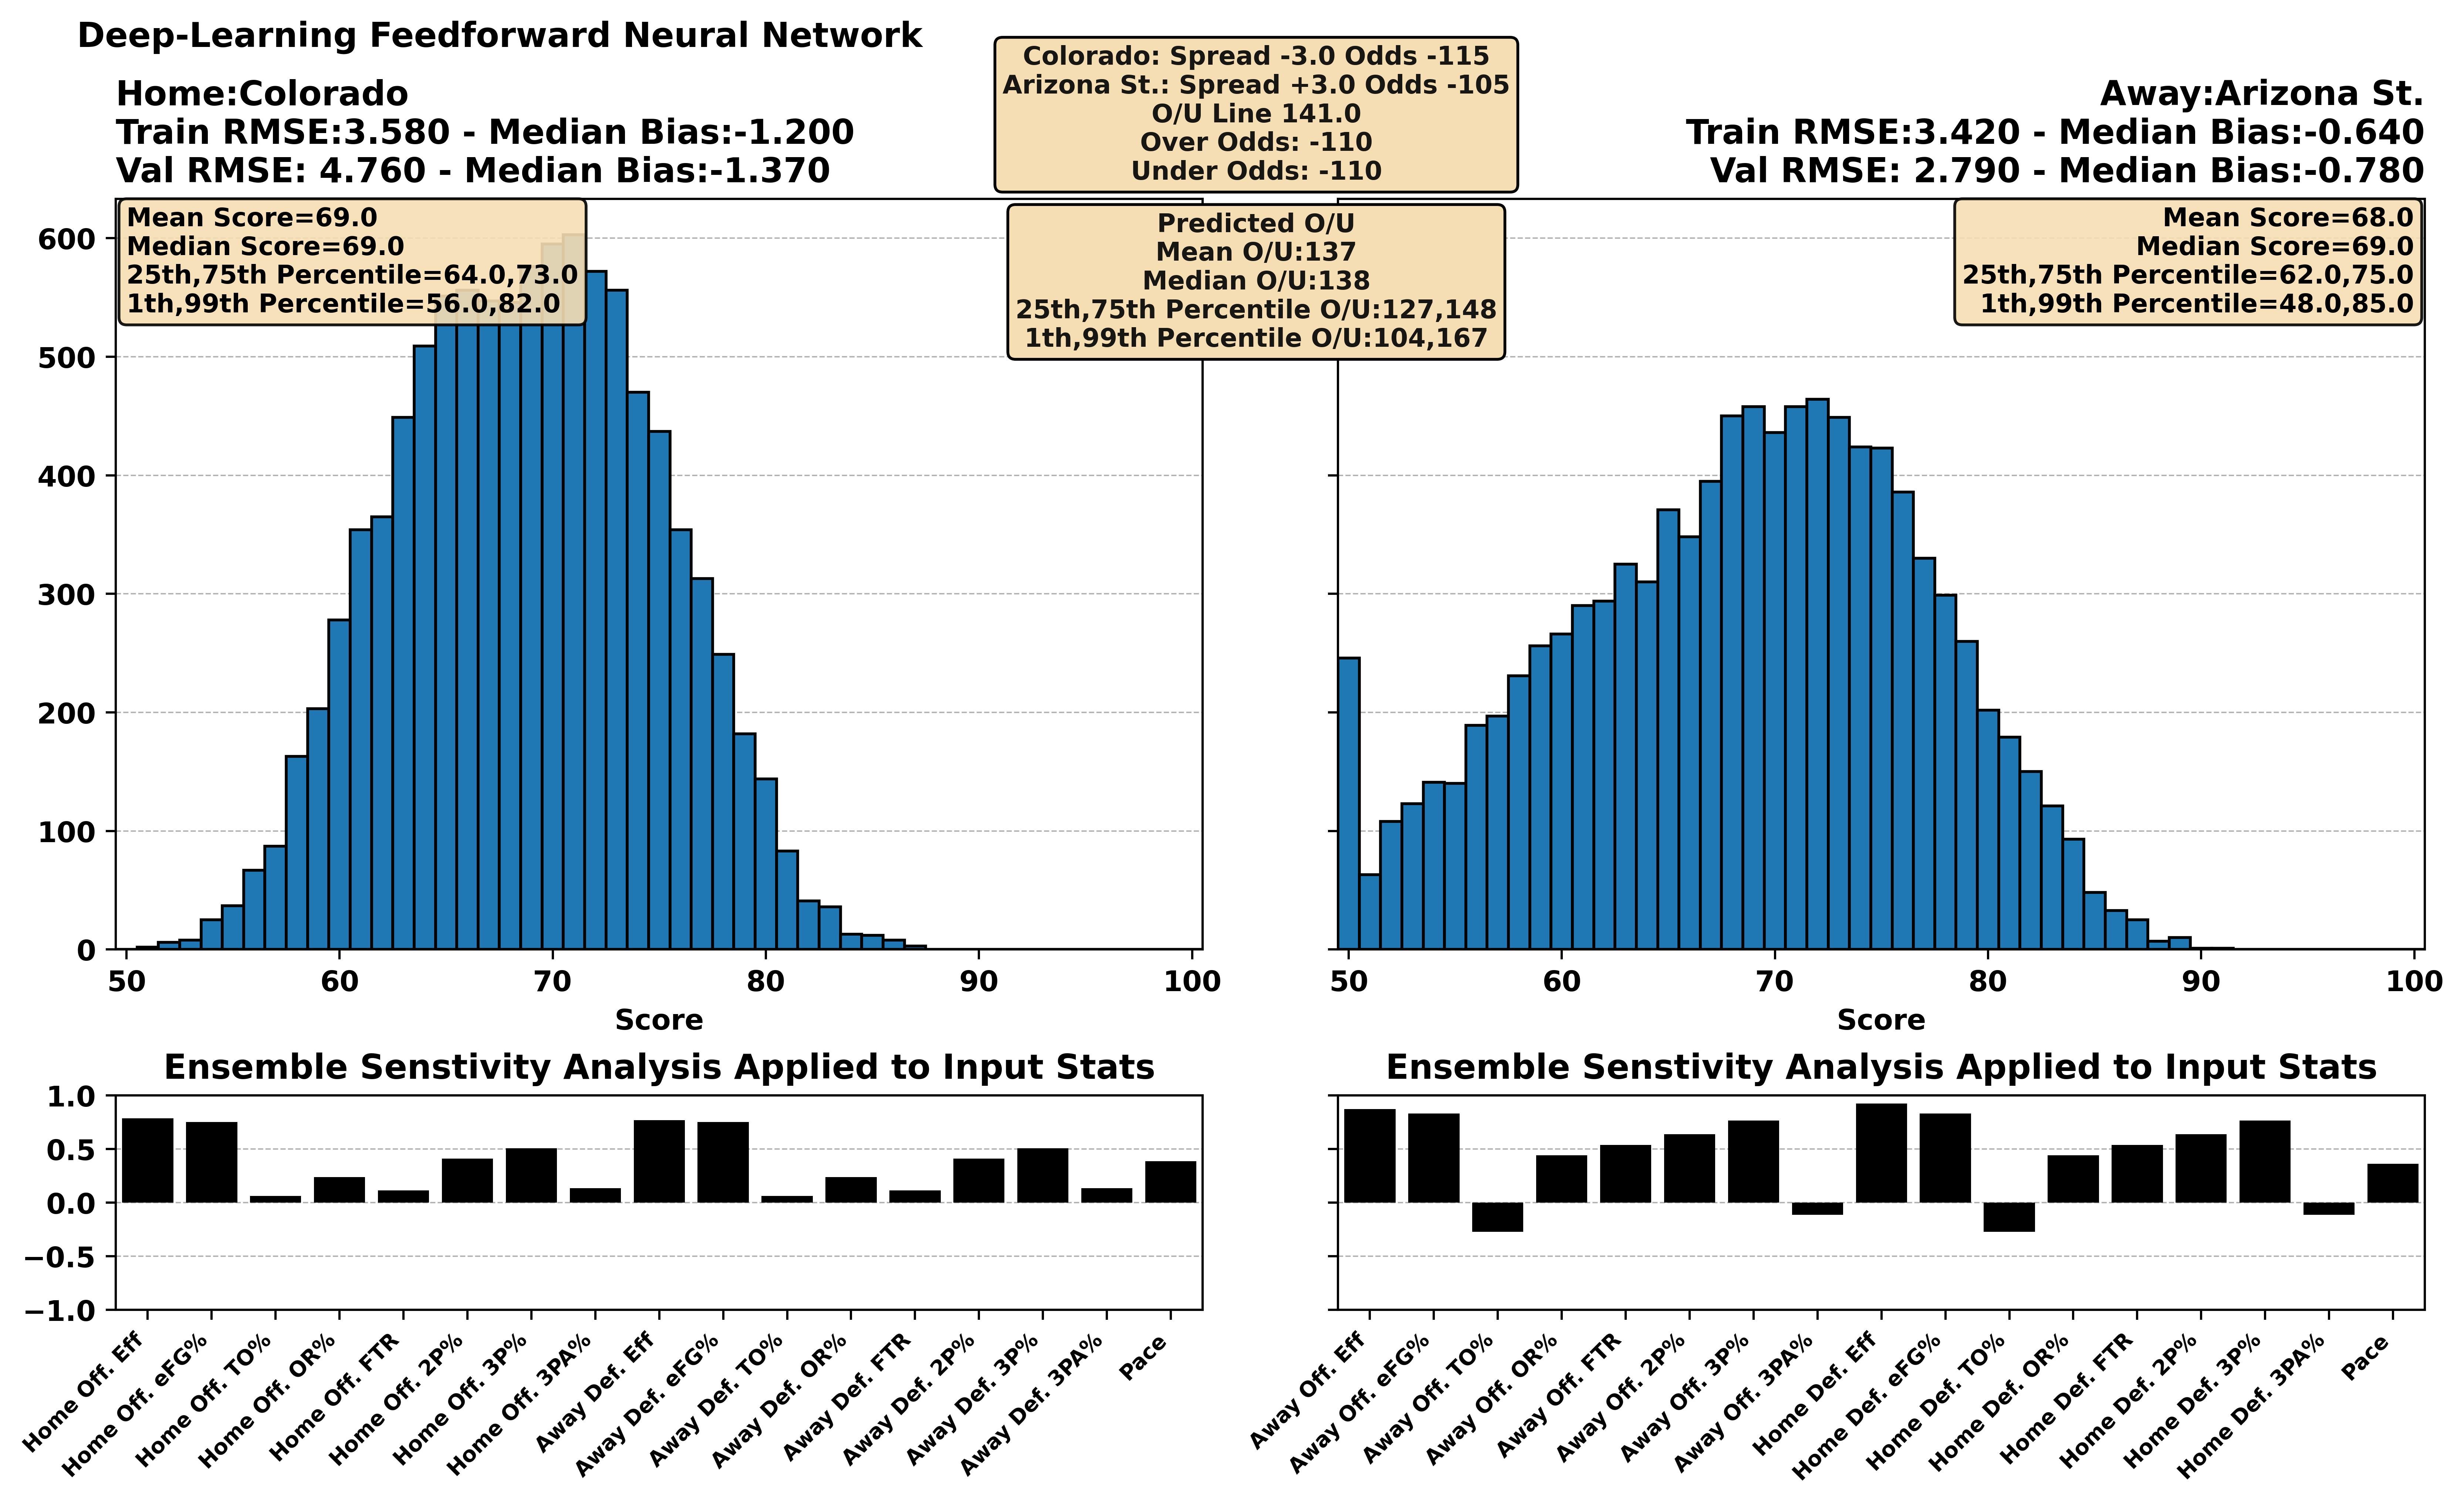 Deep-Learning Feedforward Neural Network
Home:Colorado
Train RMSE:3.580 - Median Bias:-1.200
Val RMSE: 4.760 - Median Bias:-1.370
Colorado: Spread -3.0 Odds -115
Arizona St.: Spread +3.0 Odds -105
O/U Line 141.0
Over Odds: -110
Under Odds: -110
Away:Arizona St.
Train RMSE:3.420 - Median Bias:-0.640
Val RMSE: 2.790 - Median Bias:-0.780
Mean Score=69.0
Median Score=69.0
25th,75th Percentile=64.0,73.0
1th,99th Percentile=56.0,82.0
Predicted O/U
Mean O/U:137
Median O/U:138
25th,75th Percentile O/U:127,148
1th,99th Percentile O/U:104,167
Mean Score=68.0
Median Score=69.0
25th,75th Percentile=62.0,75.0
1th,99th Percentile=48.0,85.0
600
500
400
300
200
100
0
50 60 70 80 90 100
Score
50 60 70 80 90 100
Score
Ensemble Senstivity Analysis Applied to Input Stats
1.0
0.5
0.0
−0.5
−1.0
Home Off. Eff
Home Off. eFG%
Home Off. TO%
Home Off. OR%
Home Off. FTR
Home Off. 2P%
Home Off. 3P%
Home Off. 3PA%
Away Def. Eff
Away Def. eFG%
Away Def. TO%
Away Def. OR%
Away Def. FTR
Away Def. 2P%
Away Def. 3P%
Away Def. 3PA%
Pace
Ensemble Senstivity Analysis Applied to Input Stats
Away Off. Eff
Away Off. eFG%
Away Off. TO%
Away Off. OR%
Away Off. FTR
Away Off. 2P%
Away Off. 3P%
Away Off. 3PA%
Home Def. Eff
Home Def. eFG%
Home Def. TO%
Home Def. OR%
Home Def. FTR
Home Def. 2P%
Home Def. 3P%
Home Def. 3PA%
Pace